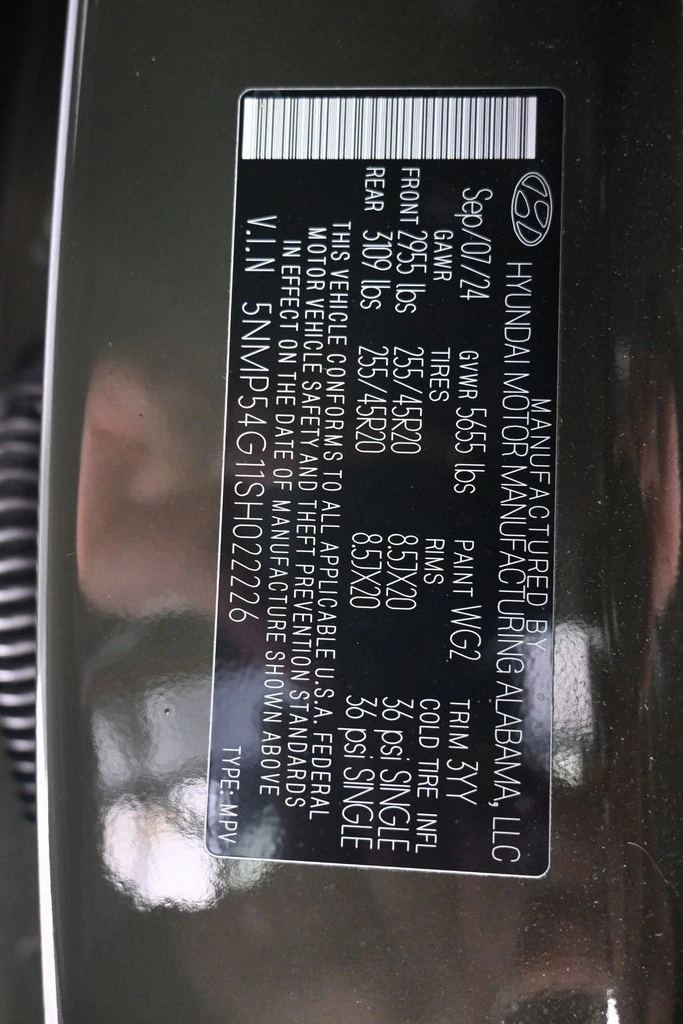 MANUFACTURED BY
HYUNDAI MOTOR MANUFACTURING ALABAMA, LLC
Sep/07/24 GVWR 5655 lbs PAINT WG2 TRIM 3YY
GAWR TIRES RIMS COLD TIRE INFL
FRONT 2955 lbs 255/45R20 8.5JX20 36 psi SINGLE
REAR 3109 lbs 255/45R20 8.5JX20 36 psi SINGLE
THIS VEHICLE CONFORMS TO ALL APPLICABLE U.S.A. FEDERAL
MOTOR VEHICLE SAFETY AND THEFT PREVENTION STANDARDS
IN EFFECT ON THE DATE OF MANUFACTURE SHOWN ABOVE
V.I.N 5NMP54G11SH022226 TYPE: MPV